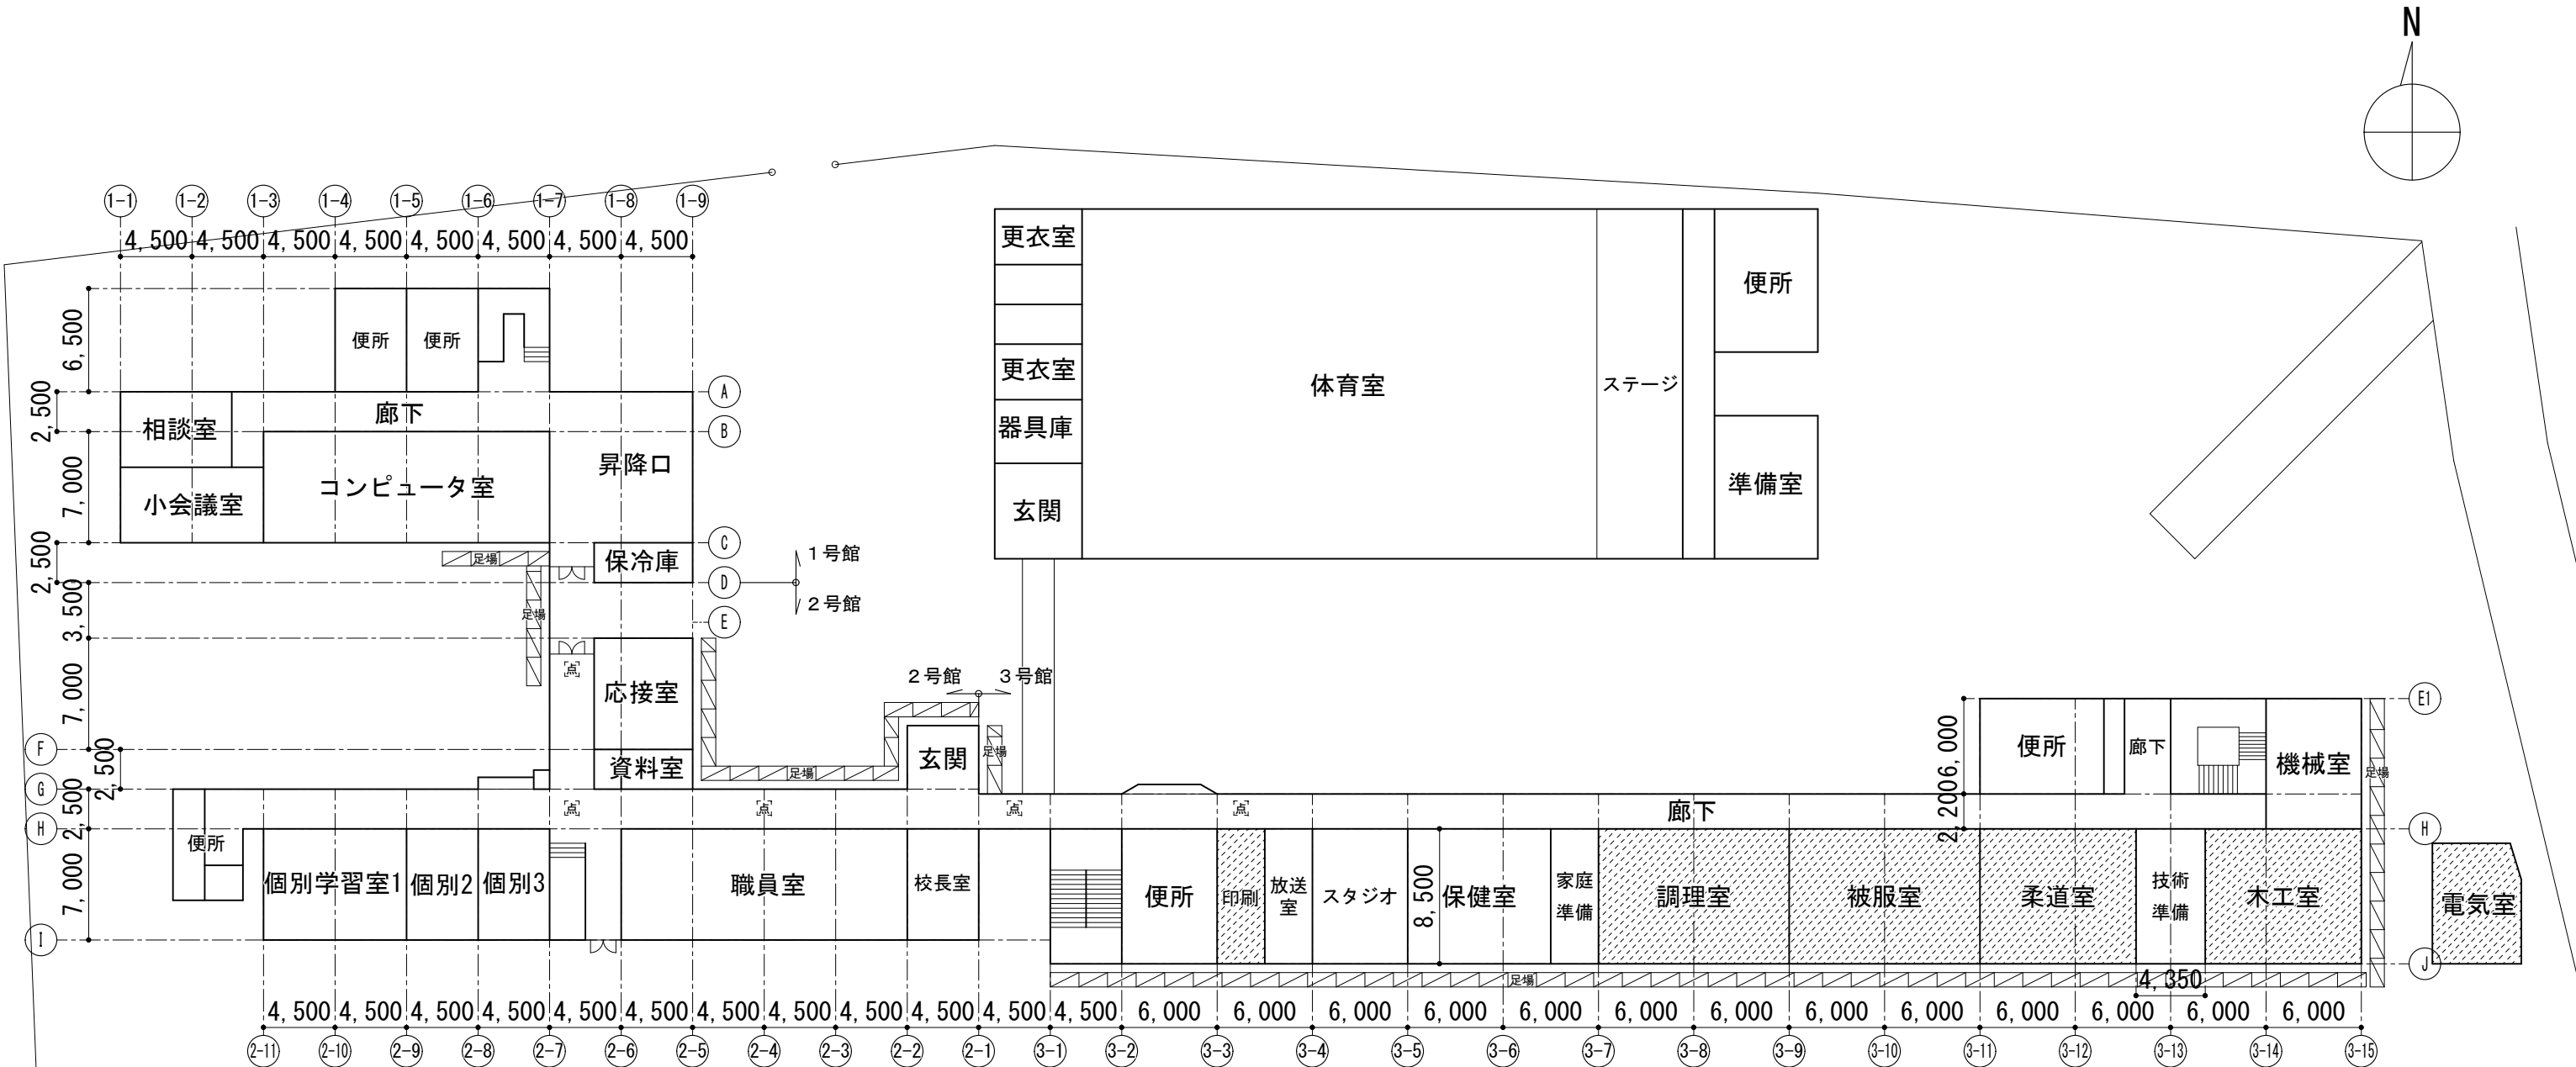 N
1-1 1-2 1-3 1-4 1-5 1-6 1-7 1-8 1-9
4,500 4,500 4,500 4,500 4,500 4,500 4,500 4,500
更衣室
便所
体育室
ステージ
更衣室
器具庫
玄関
準備室
6,500
便所 便所
2,500
A
廊下
相談室
B
7,000
昇降口
コンピュータ室
小会議室
C
2,500
足場
保冷庫
1号館
D
2号館
3,500
足場
E
点
7,000
応接室
2号館 3号館
E1
F
2,500
資料室
足場
玄関
足場
6,000
便所
廊下
機械室
足場
G
2,500
点
点
点
点
廊下
2,200
H
H
便所
7,000
個別学習室1
個別2
個別3
職員室
校長室
便所
印刷
放送
室
スタジオ
8,500
保健室
家庭
準備
調理室
被服室
柔道室
技術
準備
木工室
電気室
I
J
足場
4,350
4,500 4,500 4,500 4,500 4,500 4,500 4,500 4,500 4,500 4,500 4,500 4,500 6,000 6,000 6,000 6,000 6,000 6,000 6,000 6,000 6,000 6,000 6,000 6,000 6,000
2-11 2-10 2-9 2-8 2-7 2-6 2-5 2-4 2-3 2-2 2-1 3-1 3-2 3-3 3-4 3-5 3-6 3-7 3-8 3-9 3-10 3-11 3-12 3-13 3-14 3-15